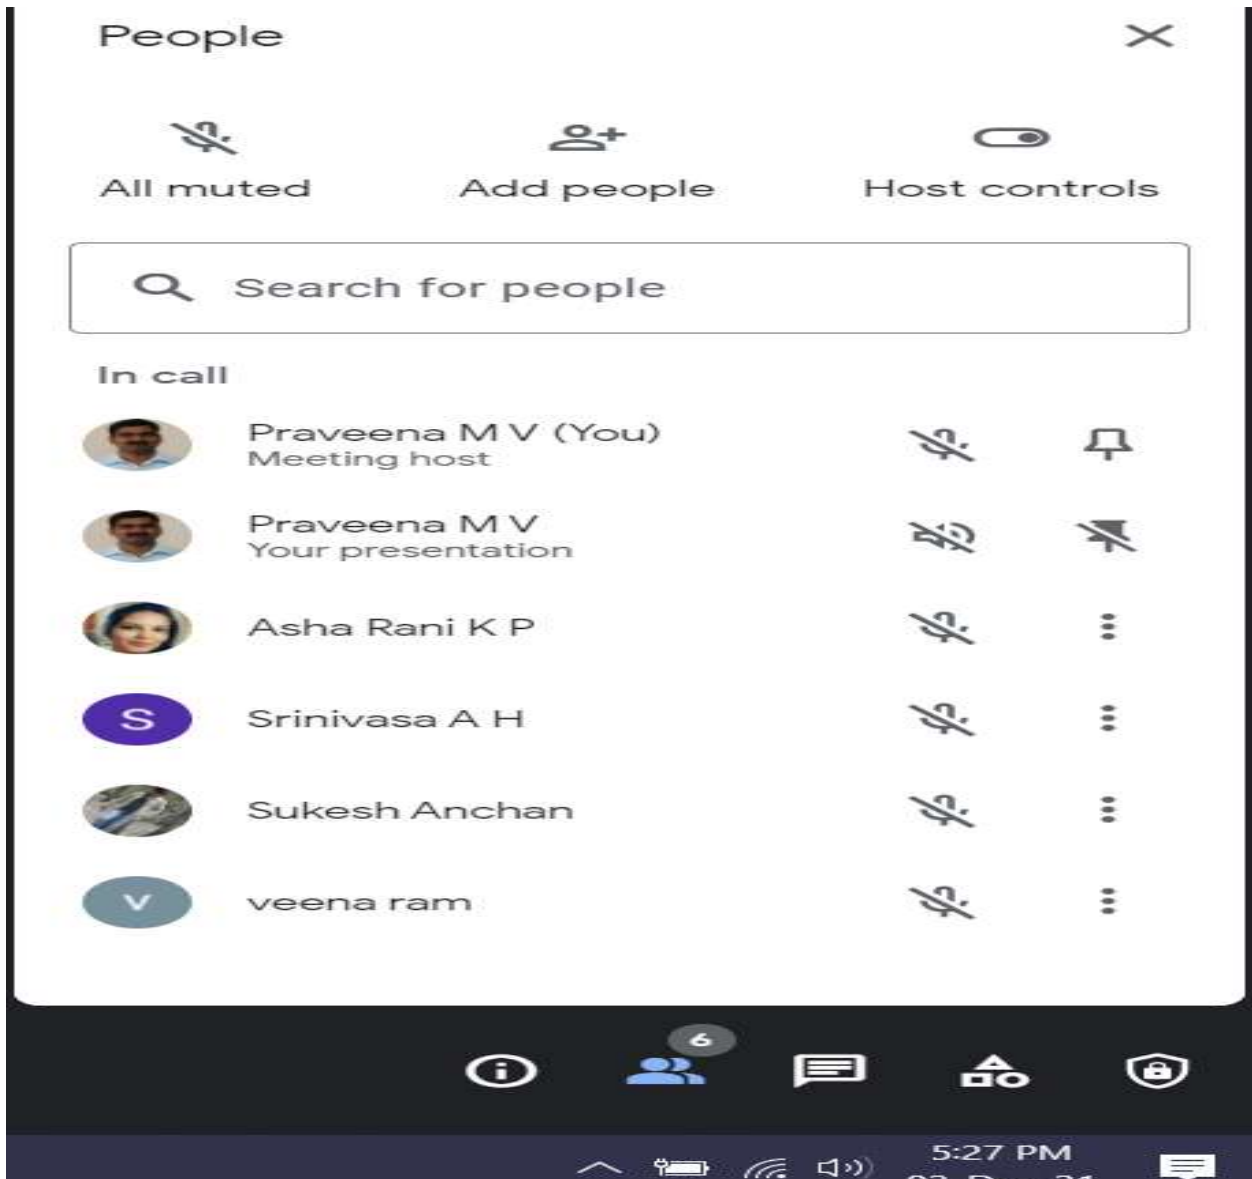 People
All muted
Add people
Host controls
Search for people
In call
Praveena M V (You)
Meeting host
Praveena M V
Your presentation
Asha Rani K P
S
Srinivasa A H
Sukesh Anchan
v
veena ram
6
5:27 PM